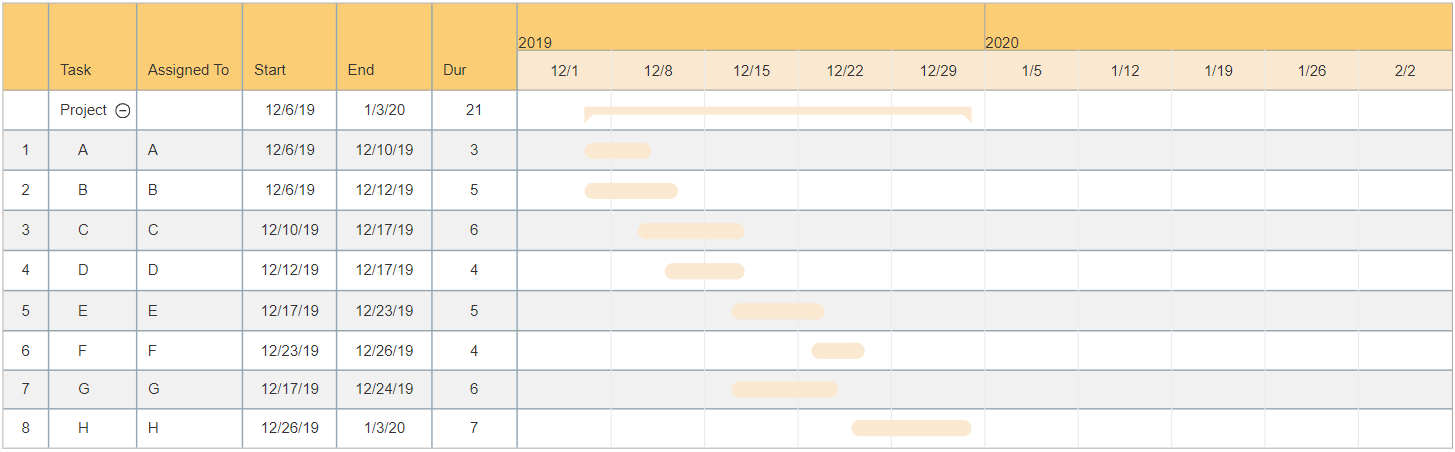 2019 2020
Task Assigned To Start End Dur 12/1 12/8 12/15 12/22 12/29 1/5 1/12 1/19 1/26 2/2
Project 12/6/19 1/3/20 21
1 A A 12/6/19 12/10/19 3
2 B B 12/6/19 12/12/19 5
3 C C 12/10/19 12/17/19 6
4 D D 12/12/19 12/17/19 4
5 E E 12/17/19 12/23/19 5
6 F F 12/23/19 12/26/19 4
7 G G 12/17/19 12/24/19 6
8 H H 12/26/19 1/3/20 7